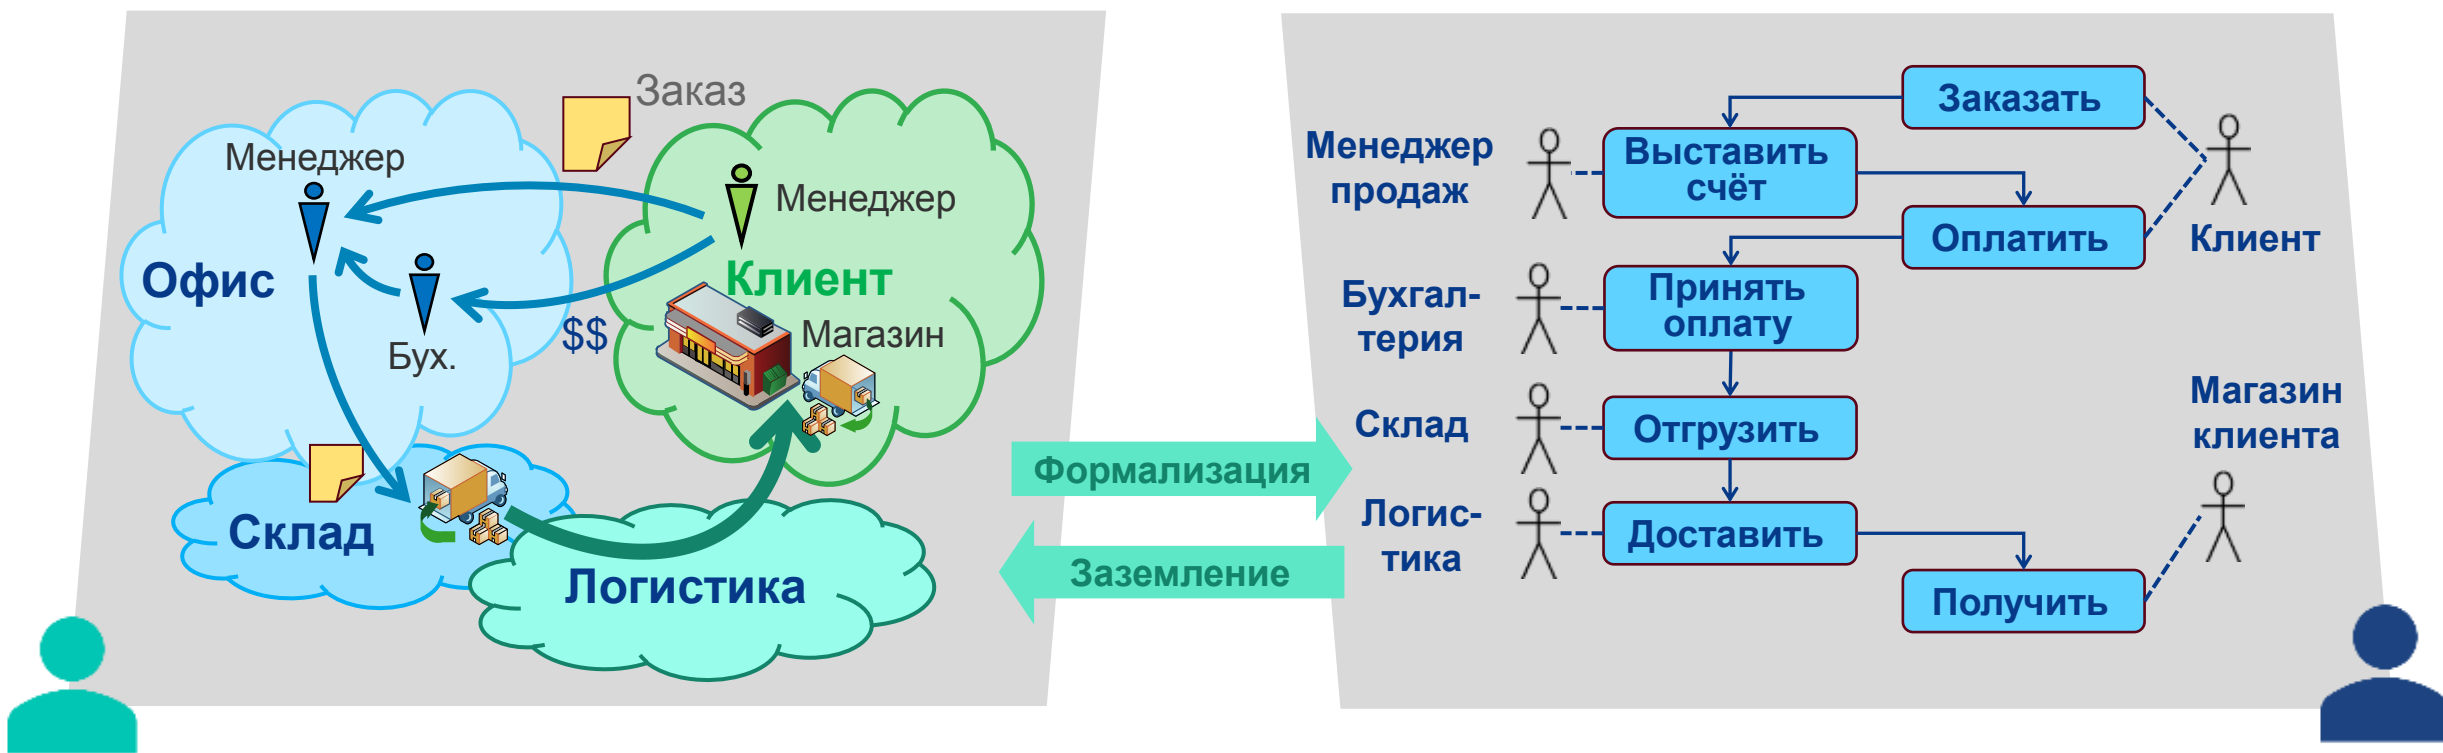 Заказ
Менеджер
Менеджер
Офис
Клиент
$$
Магазин
Бух.
Склад
Логистика
Формализация
Заземление
Заказать
Менеджер
продаж
Выставить
счёт
Оплатить
Клиент
Бухгал-
терия
Принять
оплату
Склад
Отгрузить
Магазин
клиента
Логис-
тика
Доставить
Получить